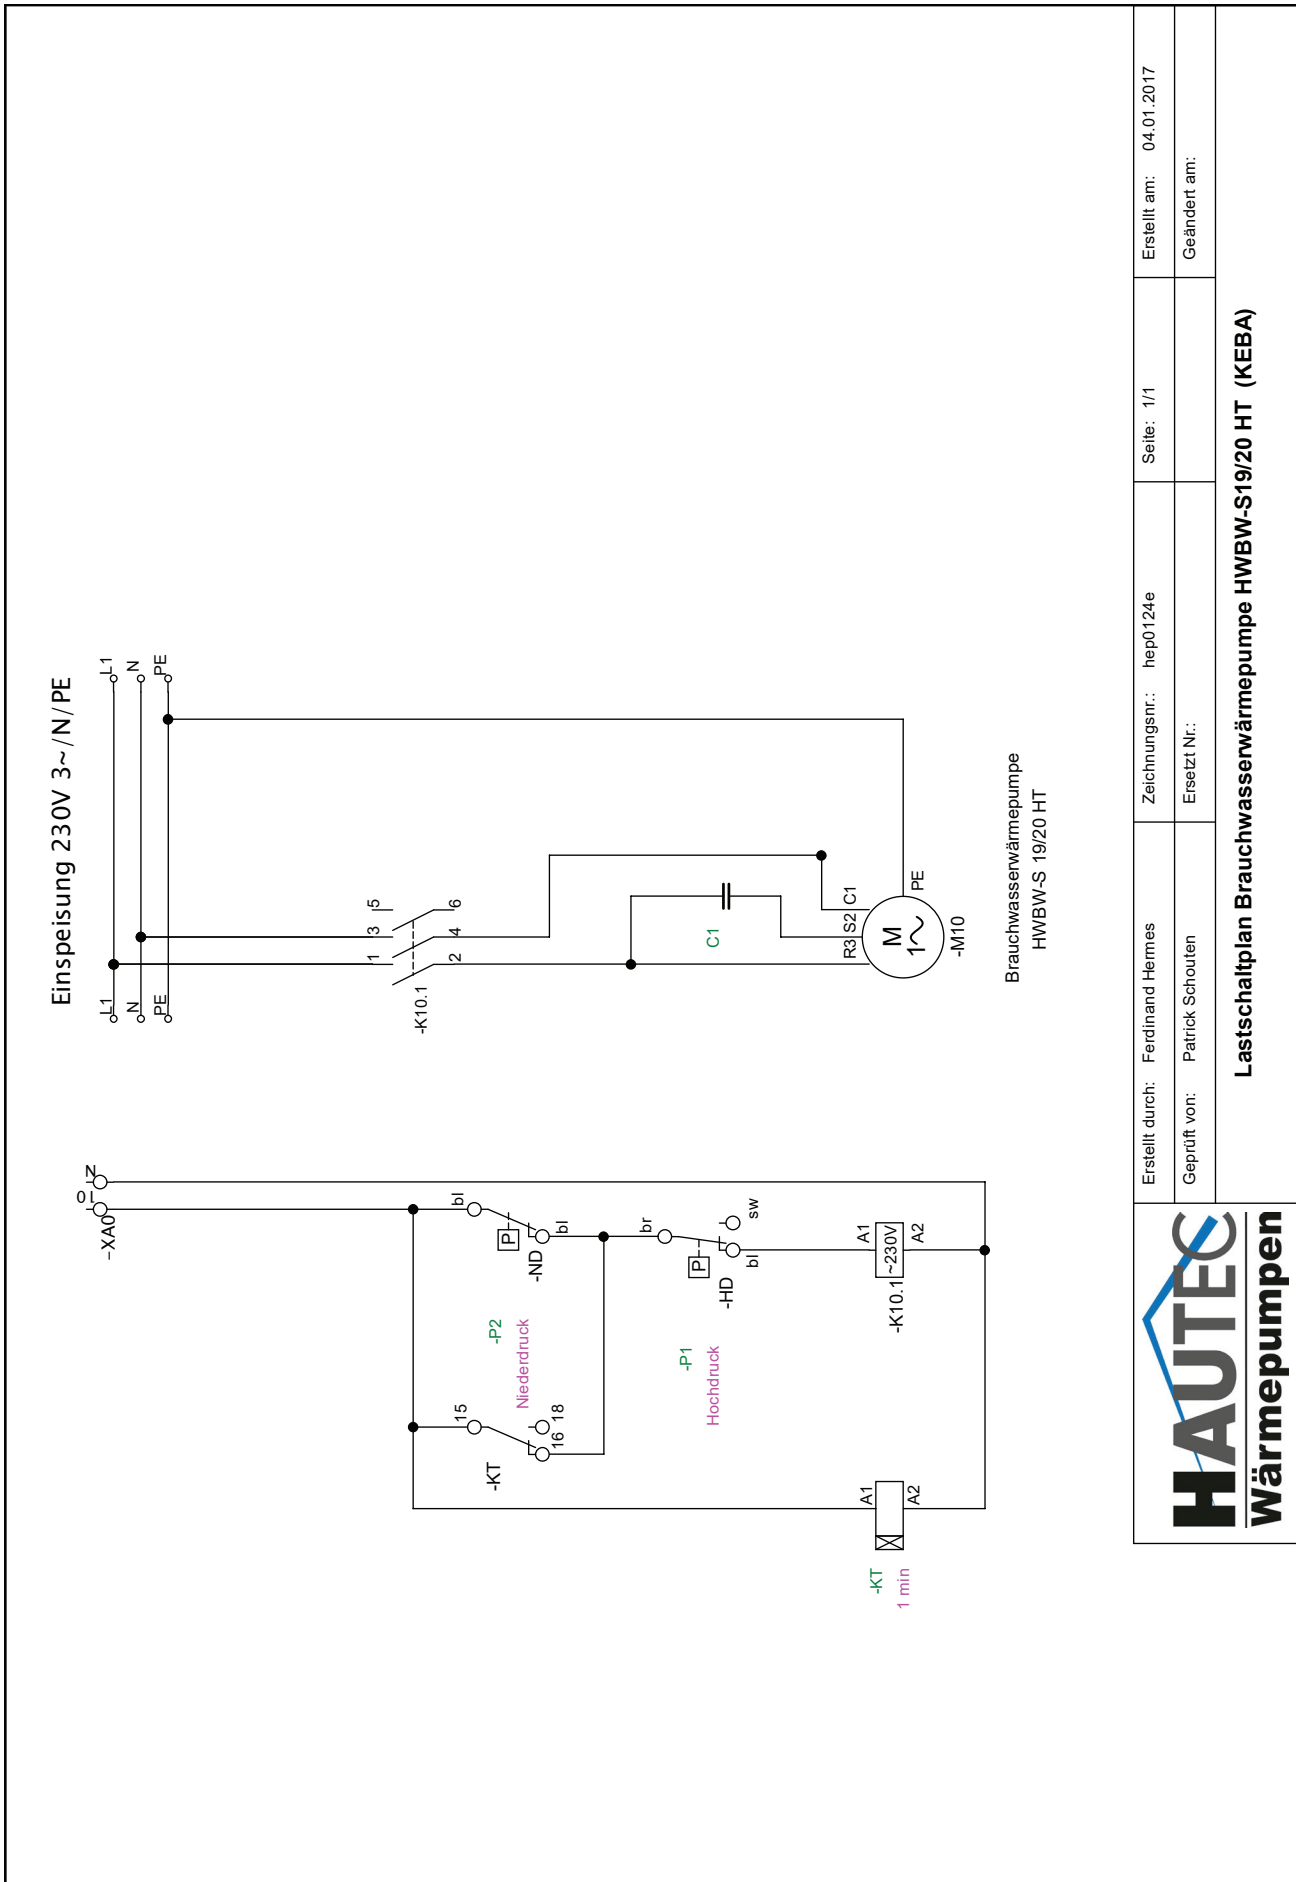 Einspeisung 230V 3~/N/PE
L1
N
PE
L1
N
PE
-XA0
10
N
1
3
5
2
4
6
-K10.1
C1
R3
S2
C1
PE
M
1~
-M10
Brauchwasserwärmepumpe
HWBW-S 19/20 HT
bl
P
bl
-ND
-P2
Niederdruck
15
16
18
-KT
br
P
bl
sw
-HD
-P1
Hochdruck
A1
~230V
A2
-K10.1
A1
A2
-KT
1 min
HAUTEC
Wärmepumpen
Erstellt durch: Ferdinand Hermes
Zeichnungsnr.: hep0124e
Seite: 1/1
Erstellt am: 04.01.2017
Geprüft von: Patrick Schouten
Ersetzt Nr.:
Geändert am:
Lastschaltplan Brauchwasserwärmepumpe HWBW-S19/20 HT (KEBA)